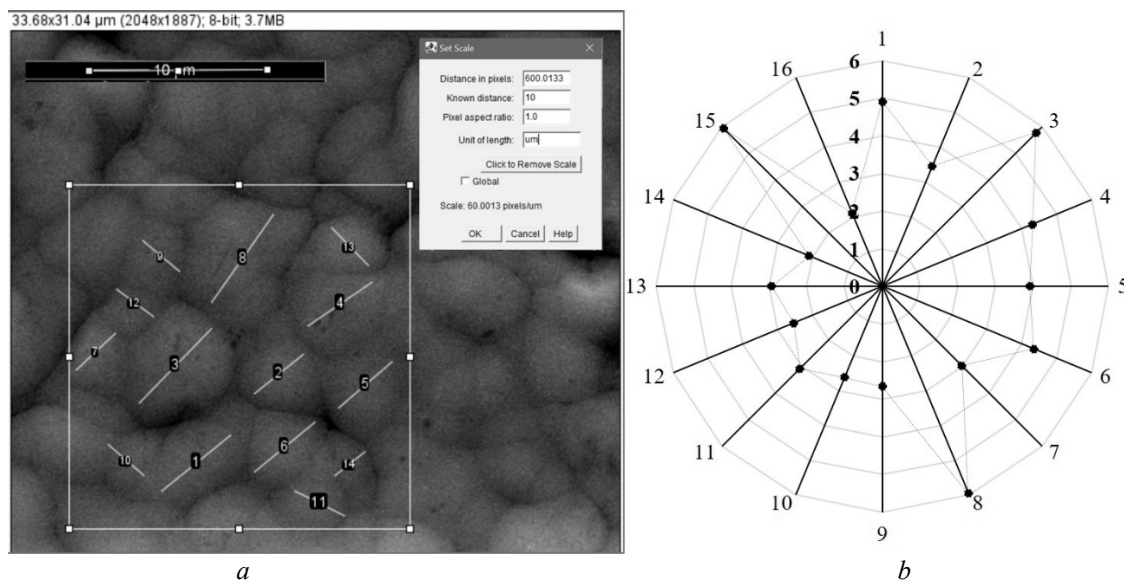 33.68x31.04 µm (2048x1887); 8-bit; 3.7MB
10 µm
Set Scale
Distance in pixels: 600.0133
Known distance: 10
Pixel aspect ratio: 1.0
Unit of length: um
Click to Remove Scale
Global
Scale: 60.0013 pixels/um
OK Cancel Help
9
8
13
12
4
7
3
2
5
10
1
6
14
11
a
1
16
2
6
15
5
3
4
3
14
2
4
1
13
0
5
12
6
11
7
10
8
9
b